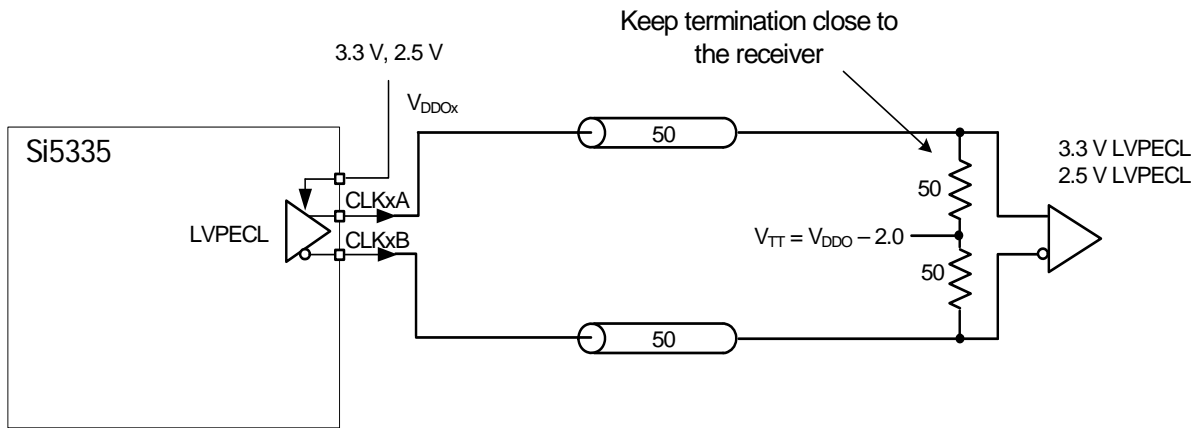 Keep termination close to
the receiver
3.3 V, 2.5 V
VDDOx
50
Si5335
3.3 V LVPECL
2.5 V LVPECL
50
CLKxA
LVPECL
VTT = VDDO – 2.0
CLKxB
50
50